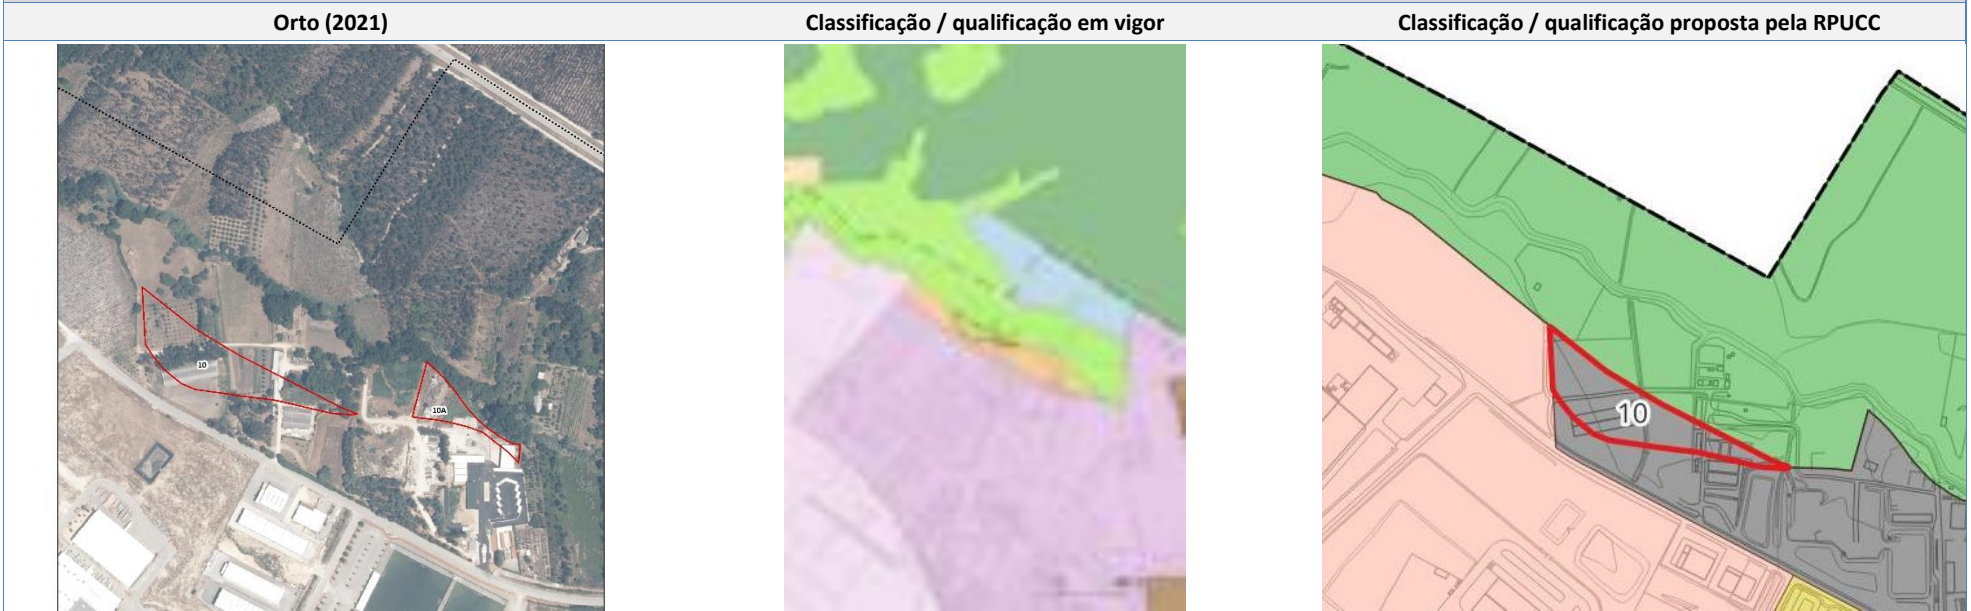 Orto (2021)
Classificação / qualificação em vigor
Classificação / qualificação proposta pela RPUCC
10
10A
10